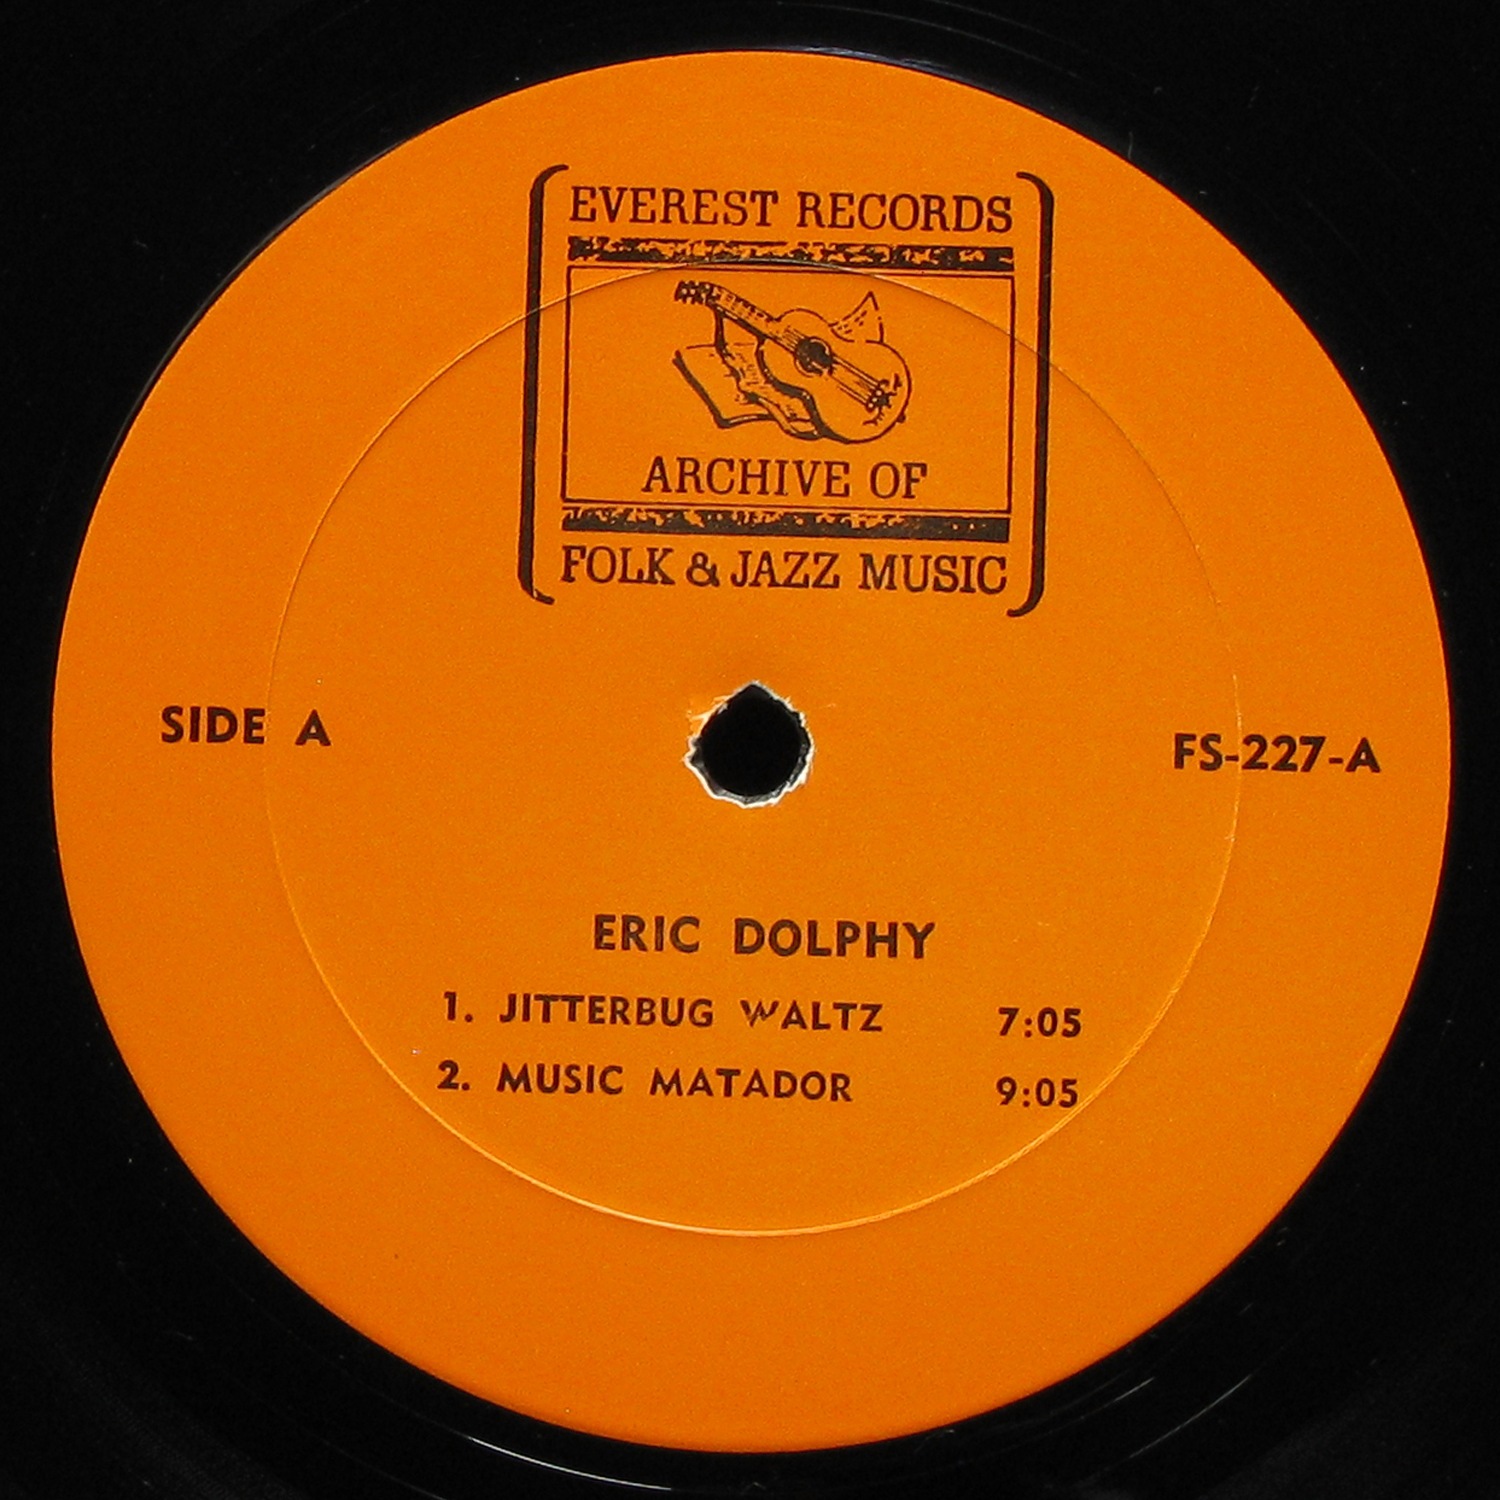 EVEREST RECORDS
ARCHIVE OF
FOLK & JAZZ MUSIC
SIDE A
FS-227-A
ERIC DOLPHY
1. JITTERBUG WALTZ 7:05
2. MUSIC MATADOR 9:05